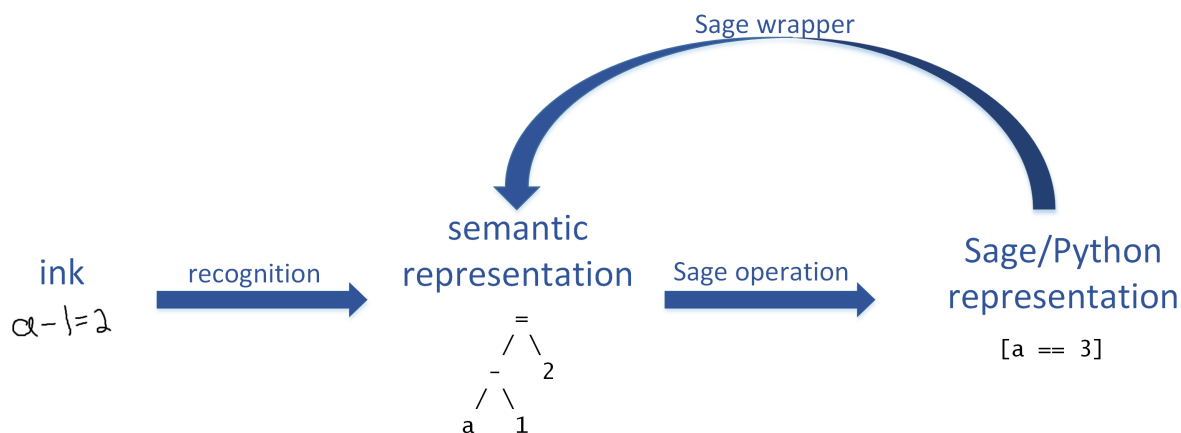 Sage wrapper
ink
recognition
semantic
representation
Sage operation
Sage/Python
representation
a-1=2
=
/ \
- 2
/ \
a 1
[a == 3]